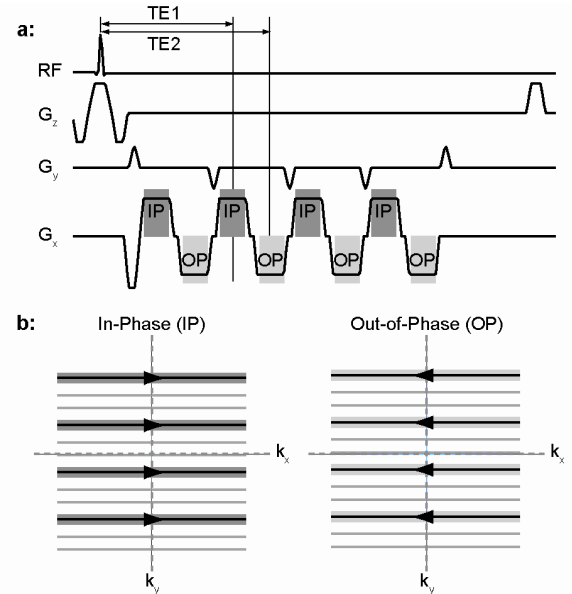 a:
TE1
TE2
RF
Gz
Gy
IP IP IP IP
Gx
OP OP OP OP
b:
In-Phase (IP) Out-of-Phase (OP)
kx kx
ky ky